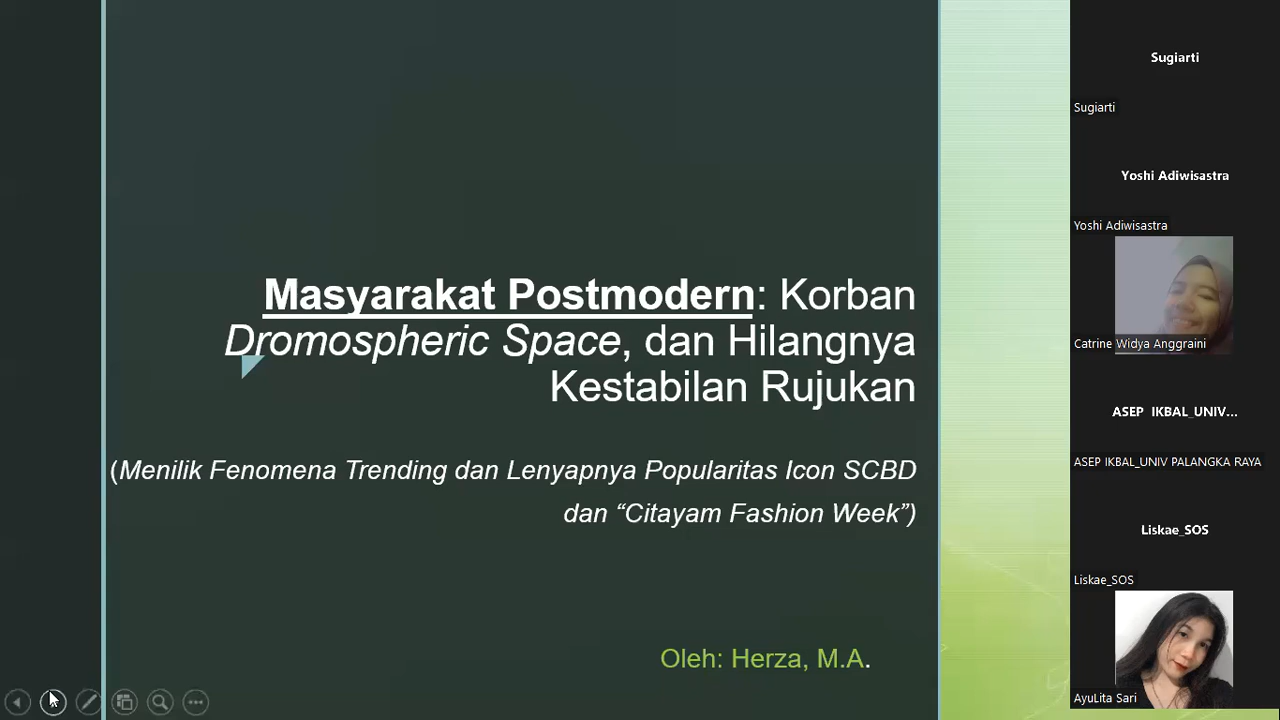 Masyarakat Postmodern: Korban
Dromospheric Space, dan Hilangnya
Kestabilan Rujukan
(Menilik Fenomena Trending dan Lenyapnya Popularitas Icon SCBD
dan “Citayam Fashion Week”)
Oleh: Herza, M.A.
Sugiarti
Sugiarti
Yoshi Adiwisastra
Yoshi Adiwisastra
Catrine Widya Anggraini
ASEP IKBAL_UNIV...
ASEP IKBAL_UNIV PALANGKA RAYA
Liskae_SOS
Liskae_SOS
AyuLita Sari